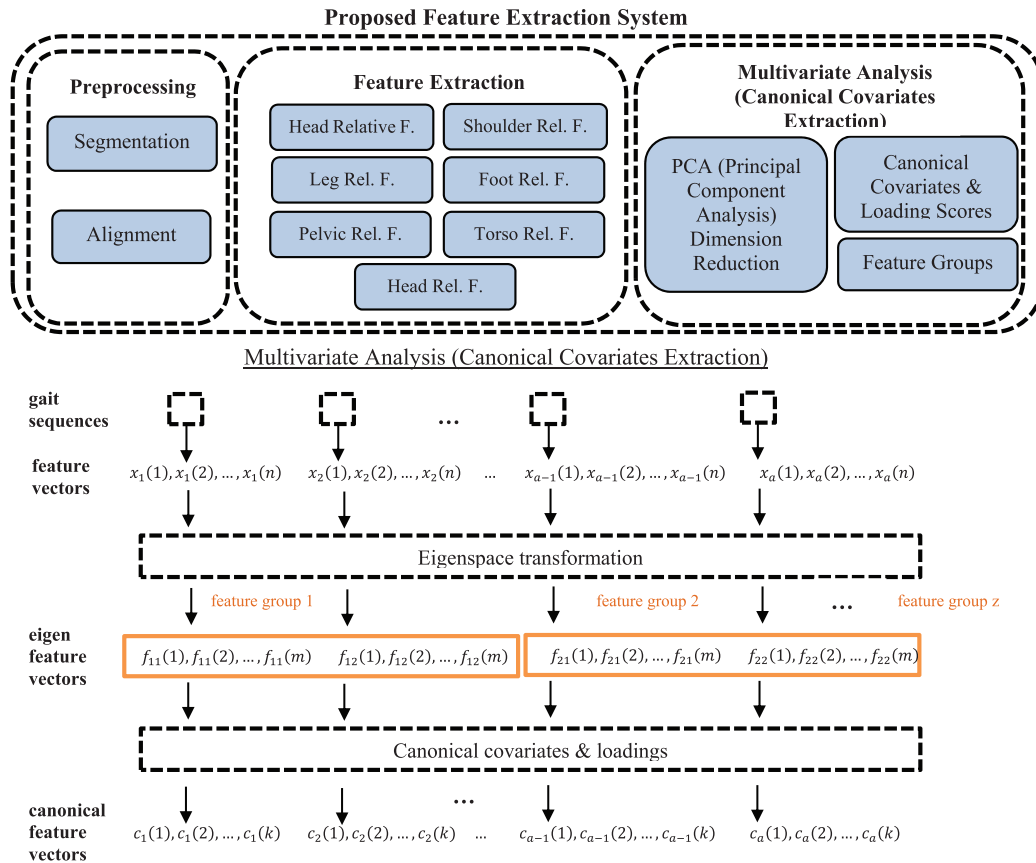 Proposed Feature Extraction System
Preprocessing
Segmentation
Alignment
Feature Extraction
Head Relative F.
Shoulder Rel. F.
Leg Rel. F.
Foot Rel. F.
Pelvic Rel. F.
Torso Rel. F.
Head Rel. F.
Multivariate Analysis
(Canonical Covariates
Extraction)
PCA (Principal
Component
Analysis)
Dimension
Reduction
Canonical
Covariates &
Loading Scores
Feature Groups
Multivariate Analysis (Canonical Covariates Extraction)
gait
sequences
...
feature
vectors
x₁(1), x₁(2), ..., x₁(n)
x₂(1), x₂(2), ..., x₂(n)
...
xₐ₋₁(1), xₐ₋₁(2), ..., xₐ₋₁(n)
xₐ(1), xₐ(2), ..., xₐ(n)
Eigenspace transformation
feature group 1
feature group 2
...
feature group z
eigen
feature
vectors
f₁₁(1), f₁₁(2), ..., f₁₁(m)
f₁₂(1), f₁₂(2), ..., f₁₂(m)
f₂₁(1), f₂₁(2), ..., f₂₁(m)
f₂₂(1), f₂₂(2), ..., f₂₂(m)
Canonical covariates & loadings
...
canonical
feature
vectors
c₁(1), c₁(2), ..., c₁(k)
c₂(1), c₂(2), ..., c₂(k)
...
cₐ₋₁(1), cₐ₋₁(2), ..., cₐ₋₁(k)
cₐ(1), cₐ(2), ..., cₐ(k)